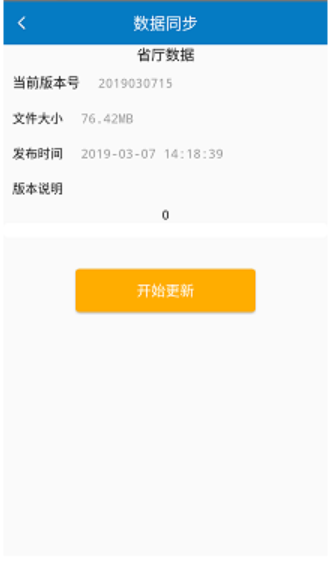 数据同步
省厅数据
当前版本号 2019030715
文件大小 76.42MB
发布时间 2019-03-07 14:18:39
版本说明
0
开始更新